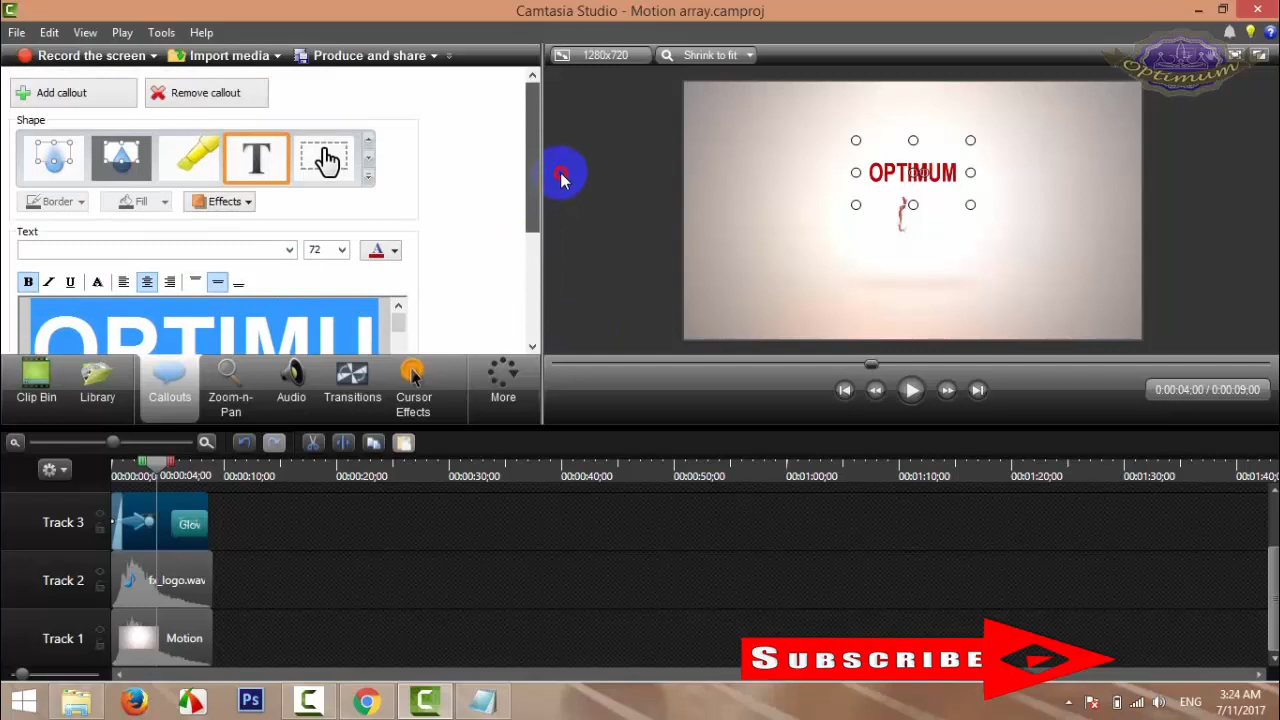 Camtasia Studio - Motion array.camproj
File Edit View Play Tools Help
Record the screen Import media Produce and share
1280x720 Shrink to fit
Optimum
Add callout Remove callout
Shape
T
Border Fill Effects
OPTIMUM
Text
72 A
B I U A
OPTIMU
Clip Bin Library Callouts Zoom-n-Pan Audio Transitions Cursor Effects More
0:00:04;00 / 0:00:09;00
00:00:00;0 00:00:04;00 00:00:10;00 00:00:20;00 00:00:30;00 00:00:40;00 00:00:50;00 00:01:00;00 00:01:10;00 00:01:20;00 00:01:30;00
Track 3 Glow
Track 2 fx_logo.wav
Track 1 Motion
SUBSCRIBE
Ps
ENG
3:24 AM
7/11/2017